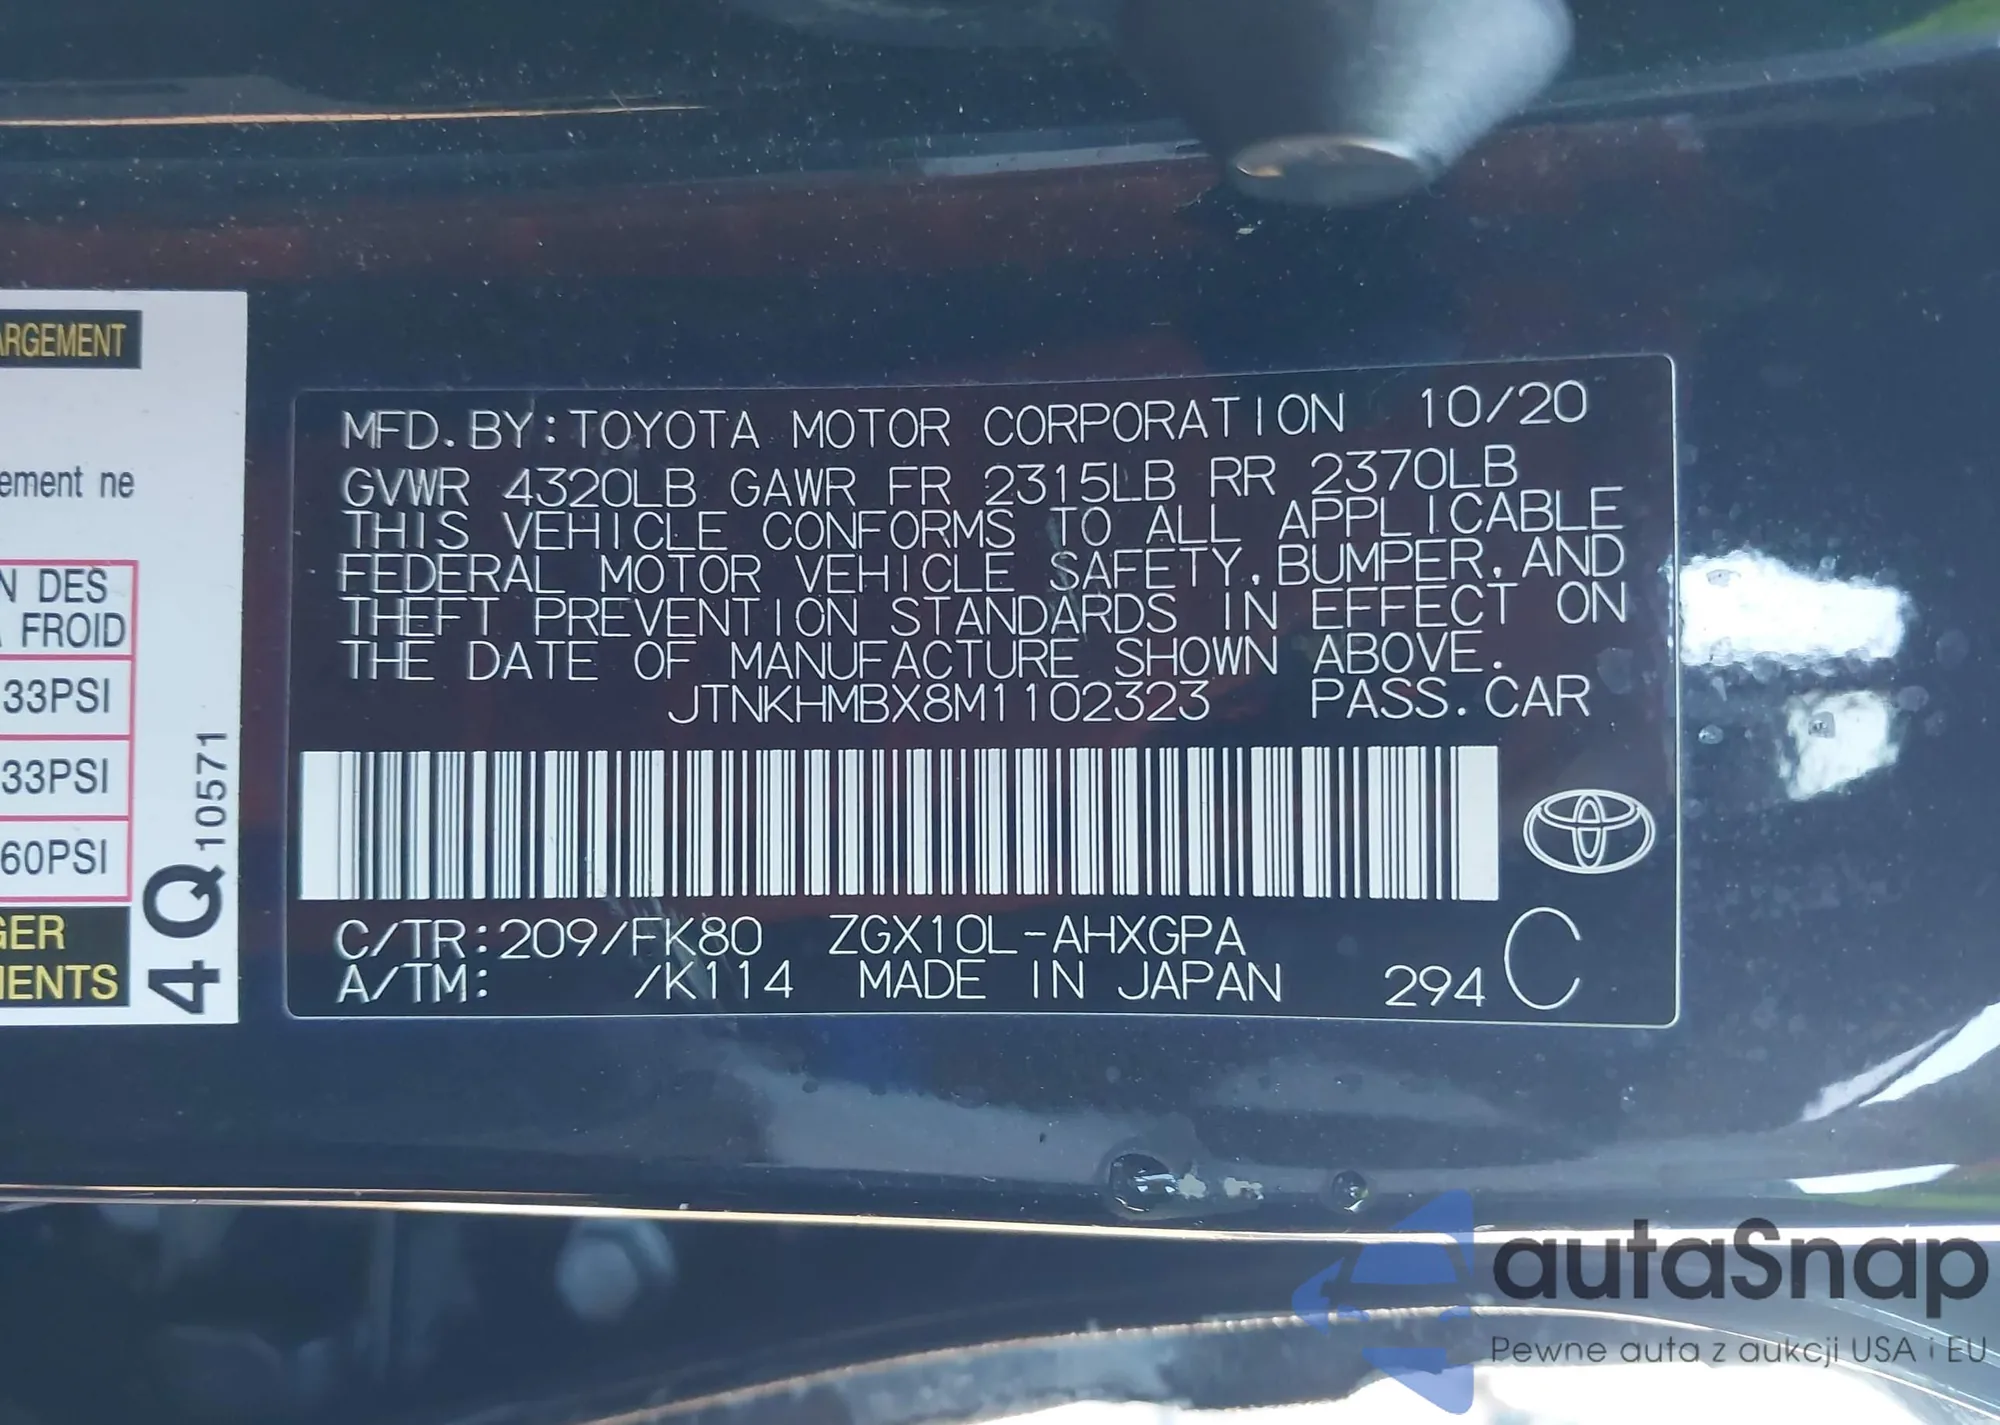 ARGEMENT
ement ne
N DES
A FROID
33PSI
33PSI
60PSI
GER
MENTS
4Q10571
MFD. BY:TOYOTA MOTOR CORPORATION 10/20
GVWR 4320LB GAWR FR 2315LB RR 2370LB
THIS VEHICLE CONFORMS TO ALL APPLICABLE
FEDERAL MOTOR VEHICLE SAFETY, BUMPER, AND
THEFT PREVENTION STANDARDS IN EFFECT ON
THE DATE OF MANUFACTURE SHOWN ABOVE.
JTNKHMBX8M1102323 PASS. CAR
C/TR:209/FK80 ZGX10L-AHXGPA
A/TM: /K114 MADE IN JAPAN 294 C
autaSnap
Pewne auta z aukcji USA i EU